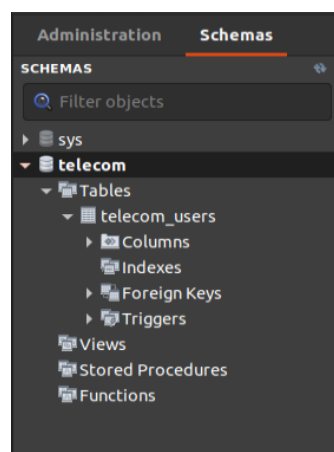 Administration Schemas
SCHEMAS
Filter objects
sys
telecom
Tables
telecom_users
Columns
Indexes
Foreign Keys
Triggers
Views
Stored Procedures
Functions